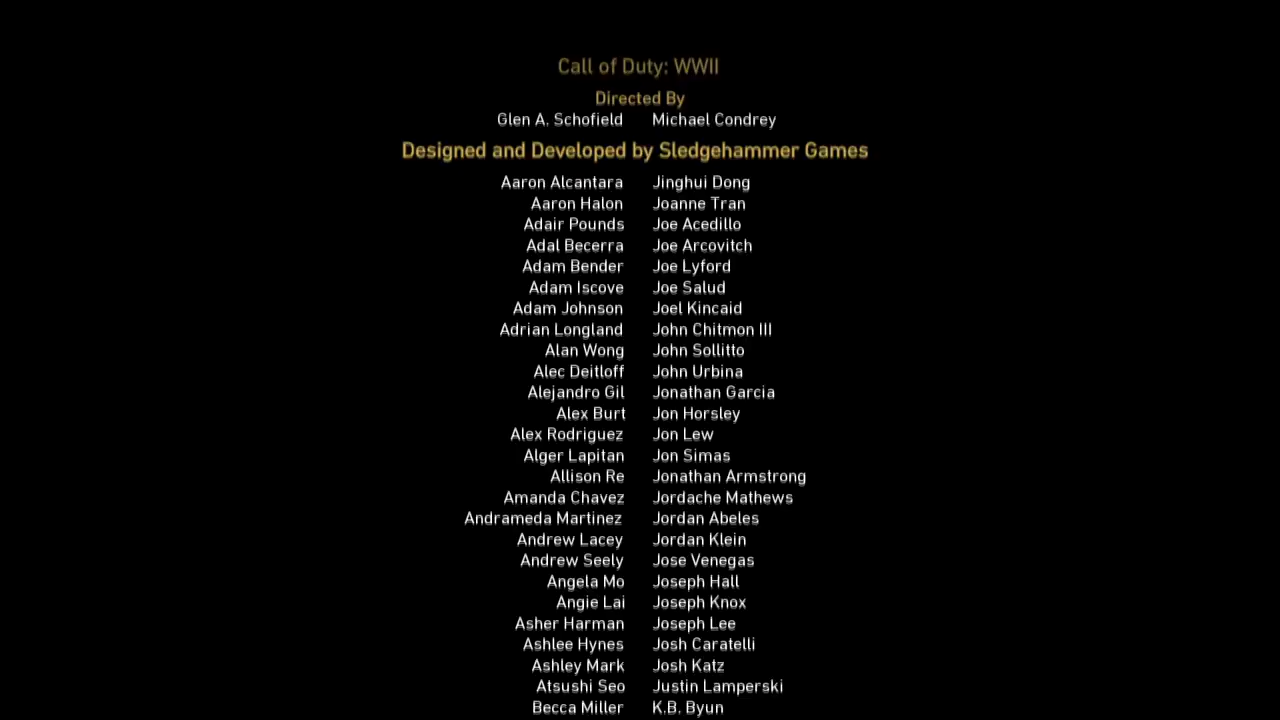 Call of Duty: WWII
Directed By
Glen A. Schofield Michael Condrey
Designed and Developed by Sledgehammer Games
Aaron Alcantara Jinghui Dong
Aaron Halon Joanne Tran
Adair Pounds Joe Acedillo
Adal Becerra Joe Arcovitch
Adam Bender Joe Lyford
Adam Iscove Joe Salud
Adam Johnson Joel Kincaid
Adrian Longland John Chitmon III
Alan Wong John Sollitto
Alec Deitloff John Urbina
Alejandro Gil Jonathan Garcia
Alex Burt Jon Horsley
Alex Rodriguez Jon Lew
Alger Lapitan Jon Simas
Allison Re Jonathan Armstrong
Amanda Chavez Jordache Mathews
Andrameda Martinez Jordan Abeles
Andrew Lacey Jordan Klein
Andrew Seely Jose Venegas
Angela Mo Joseph Hall
Angie Lai Joseph Knox
Asher Harman Joseph Lee
Ashlee Hynes Josh Caratelli
Ashley Mark Josh Katz
Atsushi Seo Justin Lamperski
Becca Miller K.B. Byun